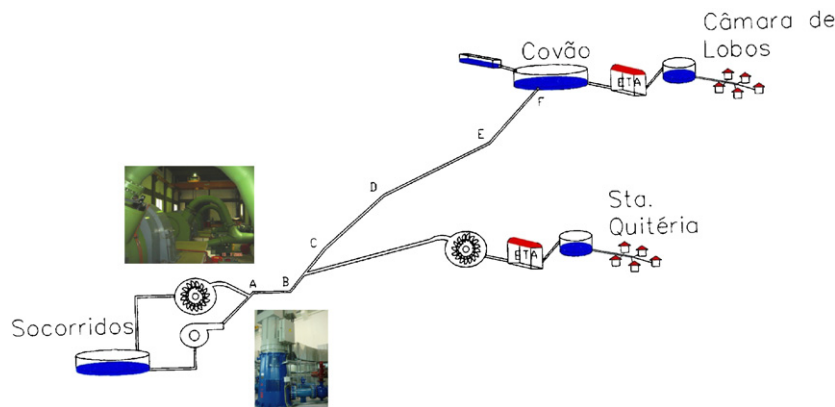 Câmara de
Lobos
Covão
ETA
F
E
D
Sta.
Quitéria
C
ETA
A
B
Socorridos